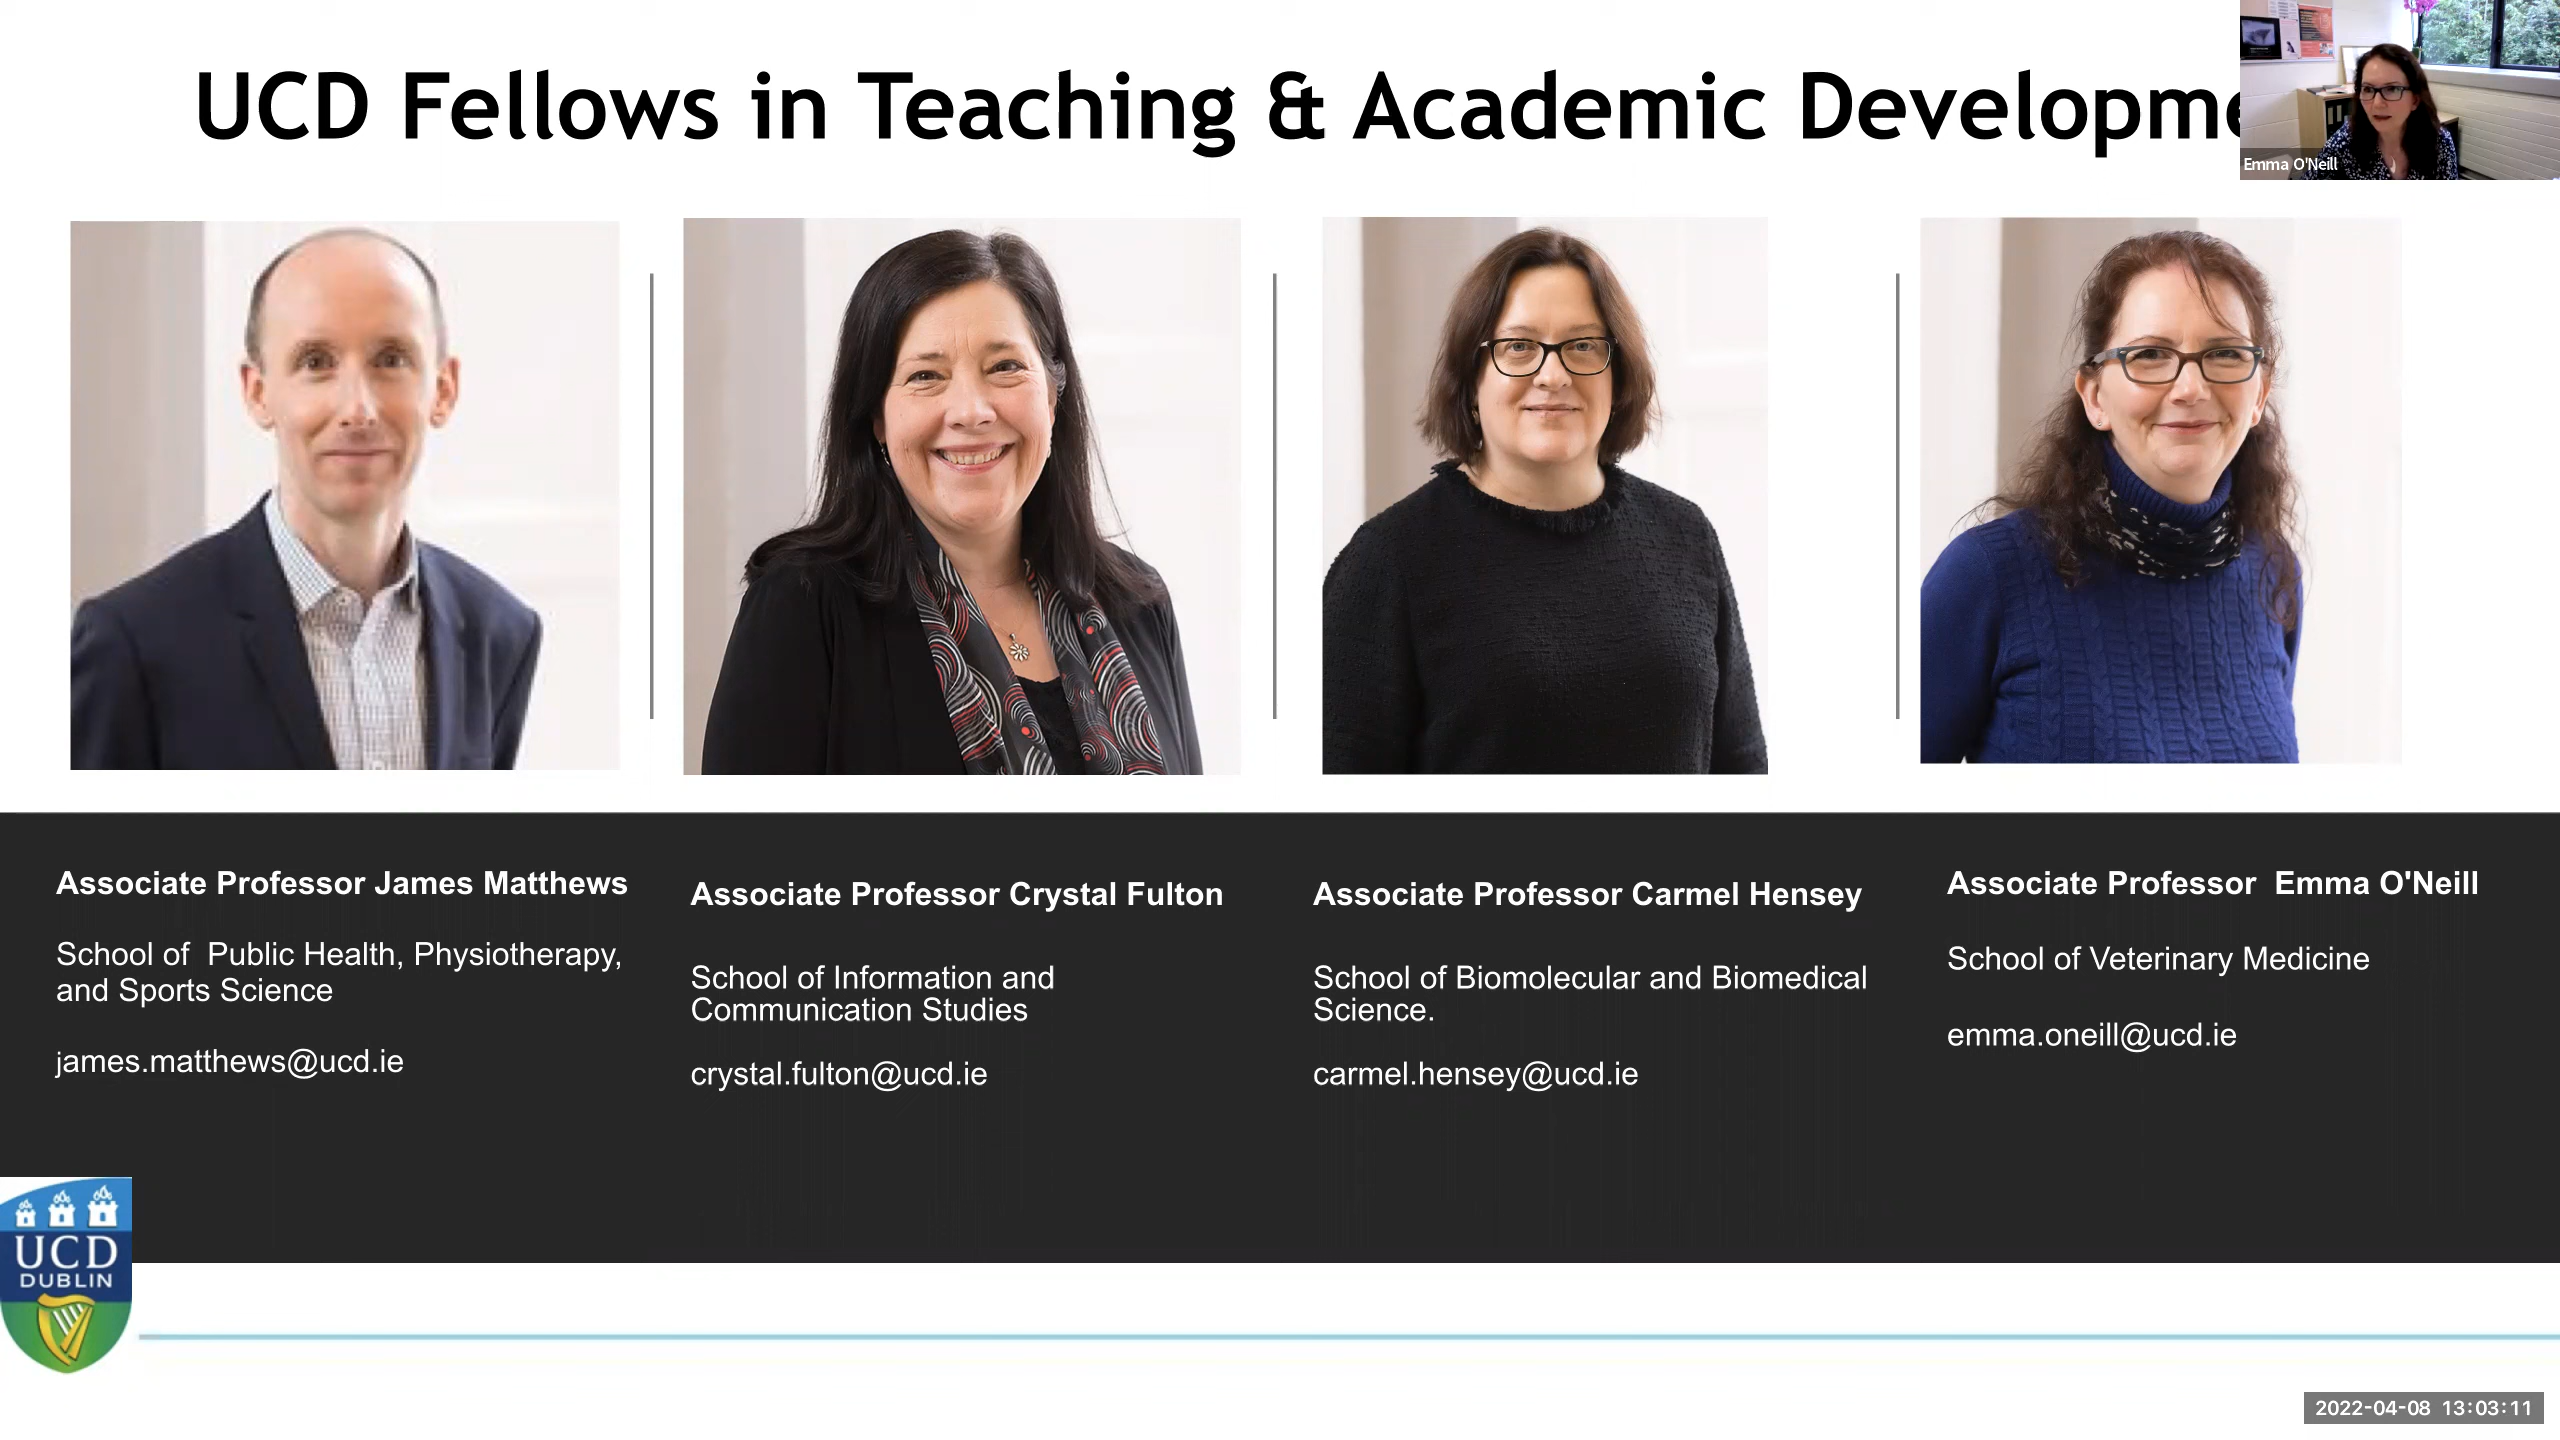 UCD Fellows in Teaching & Academic
Emma O'Neill
Associate Professor James Matthews
School of Public Health, Physiotherapy,
and Sports Science
james.matthews@ucd.ie
Associate Professor Crystal Fulton
School of Information and
Communication Studies
crystal.fulton@ucd.ie
Associate Professor Carmel Hensey
School of Biomolecular and Biomedical
Science.
carmel.hensey@ucd.ie
Associate Professor Emma O'Neill
School of Veterinary Medicine
emma.oneill@ucd.ie
UCD
DUBLIN
2022-04-08 13:03:11